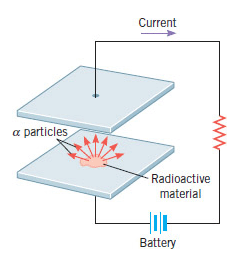 Current
α particles
Radioactive
material
Battery